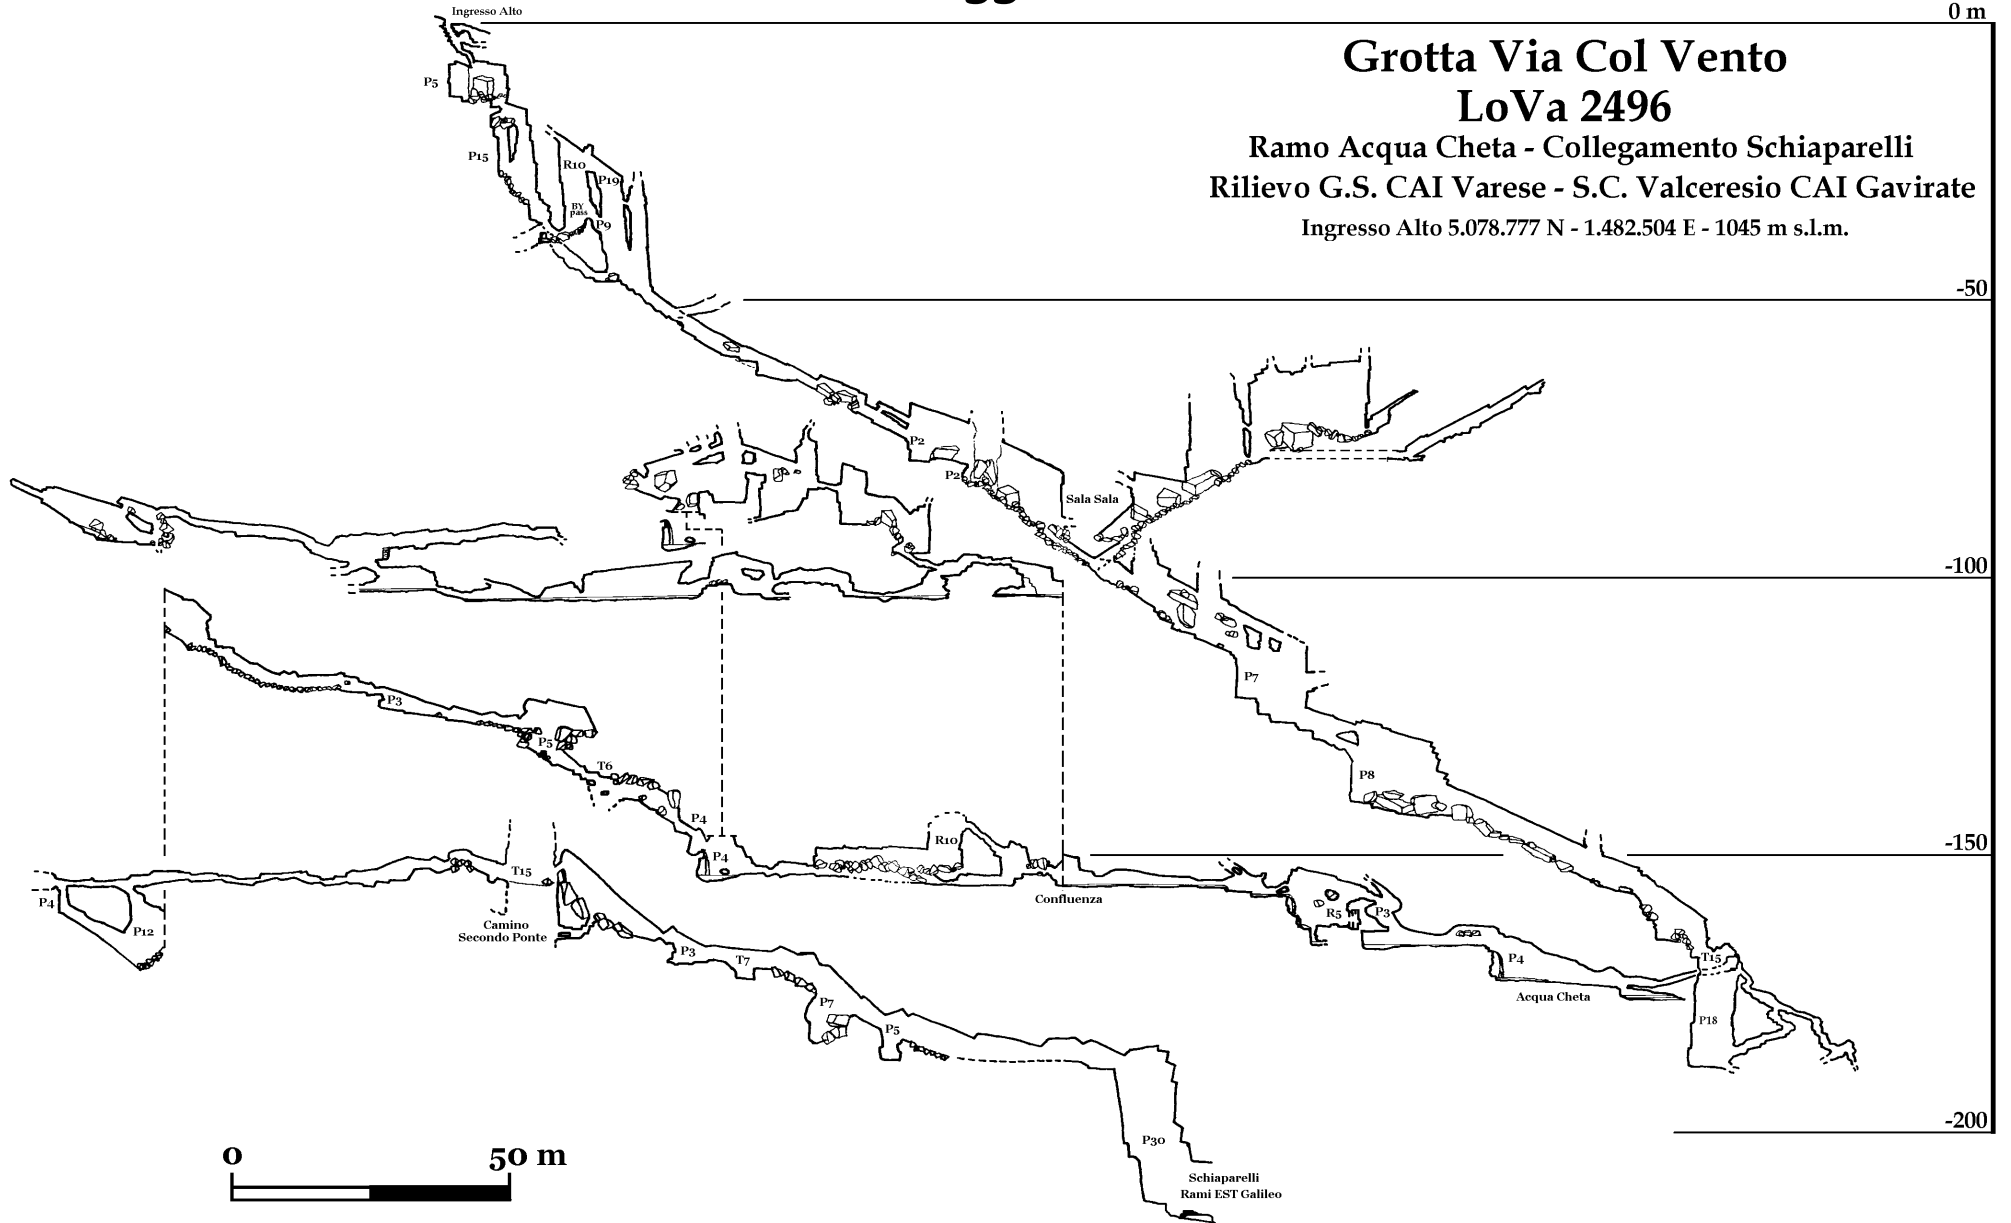 Ingresso Alto
0 m
Grotta Via Col Vento
LoVa 2496
Ramo Acqua Cheta - Collegamento Schiaparelli
Rilievo G.S. CAI Varese - S.C. Valceresio CAI Gavirate
Ingresso Alto 5.078.777 N - 1.482.504 E - 1045 m s.l.m.
P5
P15
R10
P19
BY
pass
P9
-50
P2
P2
Sala Sala
-100
P7
P3
P5
T6
P8
P4
P4
R10
-150
T15
Confluenza
P4
P12
Camino
Secondo Ponte
R5
P3
P3
T7
P4
T15
Acqua Cheta
P7
P5
P18
-200
P30
0
50 m
Schiaparelli
Rami EST Galileo